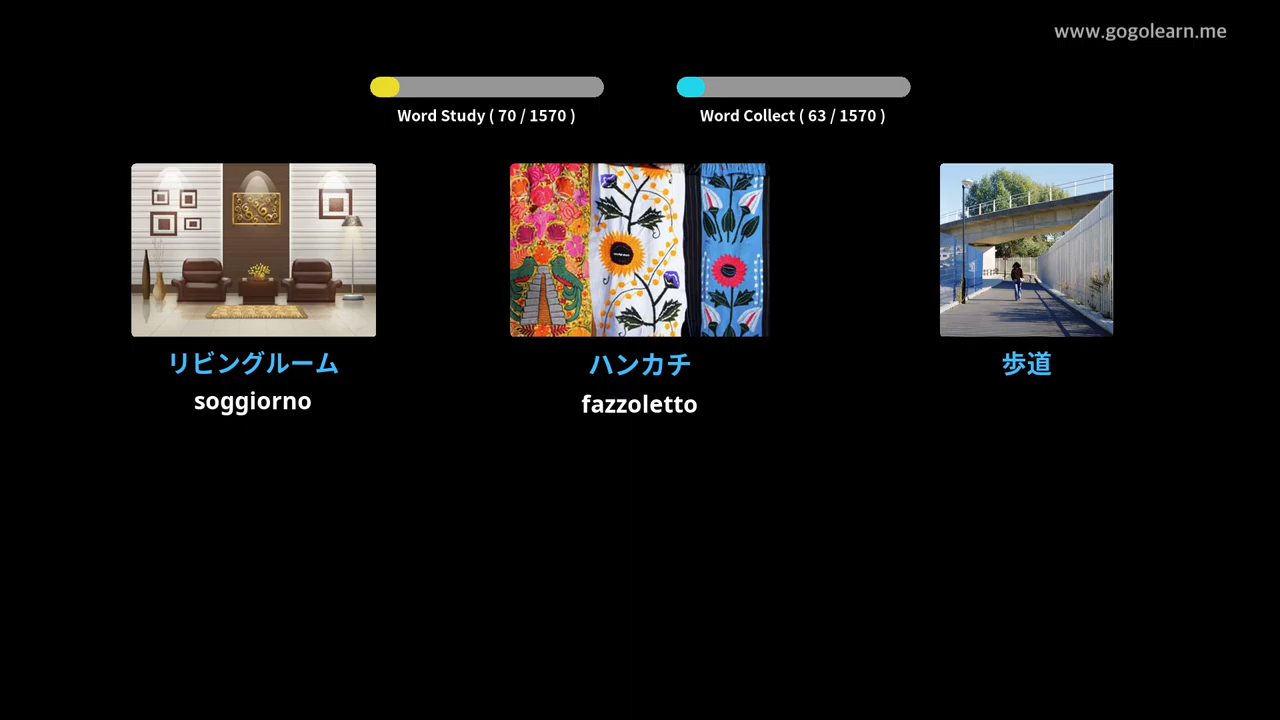 www.gogolearn.me
Word Study ( 70 / 1570 )
Word Collect ( 63 / 1570 )
リビングルーム
soggiorno
ハンカチ
fazzoletto
歩道